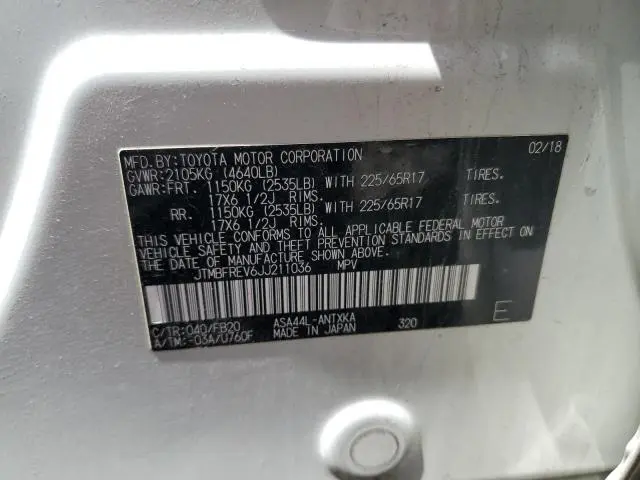 MFD. BY: TOYOTA MOTOR CORPORATION 02/18
GVWR: 2105KG (4640LB)
GAWR: FRT. 1150KG (2535LB) WITH 225/65R17 TIRES.
17X6 1/2J RIMS.
RR. 1150KG (2535LB) WITH 225/65R17 TIRES.
17X6 1/2J RIMS.
THIS VEHICLE CONFORMS TO ALL APPLICABLE FEDERAL MOTOR
VEHICLE SAFETY AND THEFT PREVENTION STANDARDS IN EFFECT ON
THE DATE OF MANUFACTURE SHOWN ABOVE.
JTMBFREV6JJ211036 MPV
C/TR: 040/FB20 ASA44L-ANTXKA 320 E
A/TM: -03A/U760F MADE IN JAPAN